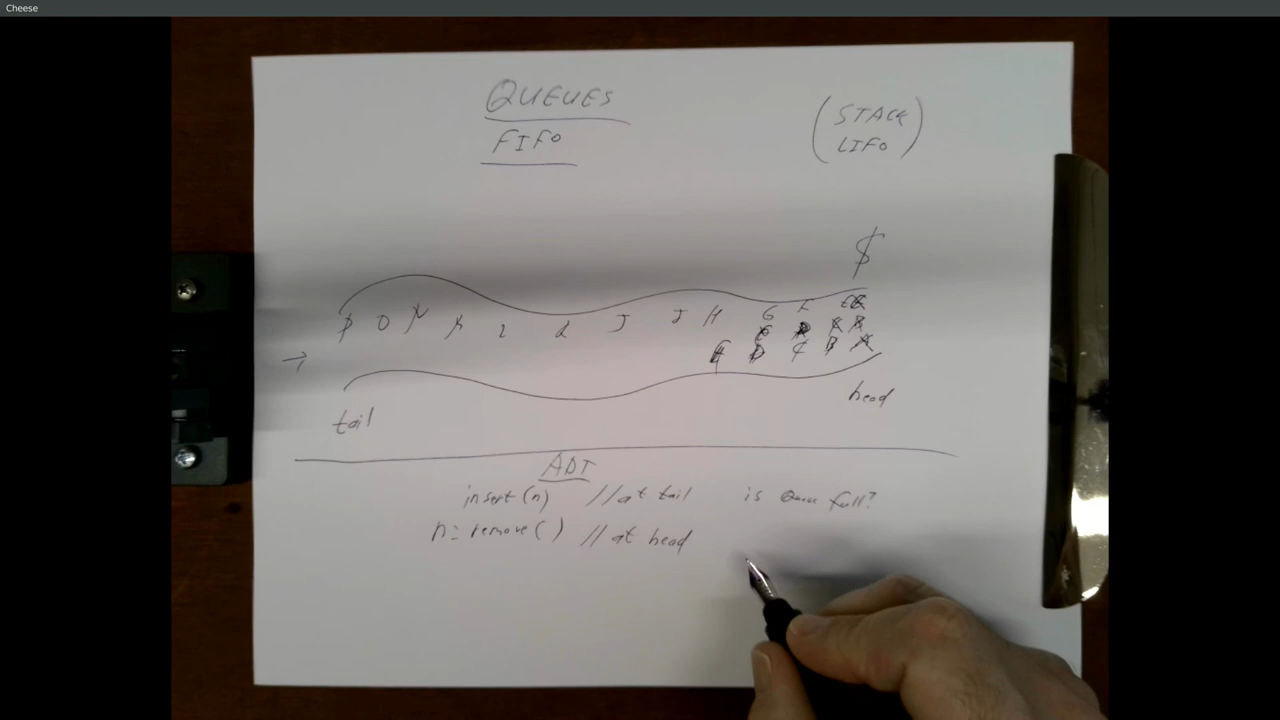 Cheese
QUEUES
FIFO
(STACK
LIFO)
$
P O N K L J J H G F
E D C B A
→
tail
head
ADT
insert(n) //at tail is Queue full?
n = remove() //at head